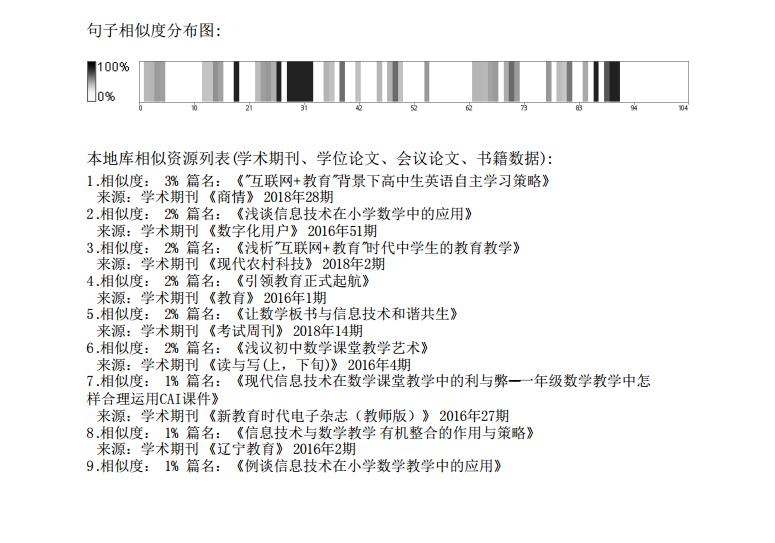 句子相似度分布图:
100%
0%
0 10 21 31 42 52 62 73 83 94 104
本地库相似资源列表(学术期刊、学位论文、会议论文、书籍数据):
1.相似度: 3% 篇名: 《"互联网+教育"背景下高中生英语自主学习策略》
来源: 学术期刊 《商情》 2018年28期
2.相似度: 2% 篇名: 《浅谈信息技术在小学数学中的应用》
来源: 学术期刊 《数字化用户》 2016年51期
3.相似度: 2% 篇名: 《浅析"互联网+教育"时代中学生的教育教学》
来源: 学术期刊 《现代农村科技》 2018年2期
4.相似度: 2% 篇名: 《引领教育正式起航》
来源: 学术期刊 《教育》 2016年1期
5.相似度: 2% 篇名: 《让数学板书与信息技术和谐共生》
来源: 学术期刊 《考试周刊》 2018年14期
6.相似度: 2% 篇名: 《浅议初中数学课堂教学艺术》
来源: 学术期刊 《读与写(上, 下旬)》 2016年4期
7.相似度: 1% 篇名: 《现代信息技术在数学课堂教学中的利与弊——一年级数学教学中怎
样合理运用CAI课件》
来源: 学术期刊 《新教育时代电子杂志（教师版）》 2016年27期
8.相似度: 1% 篇名: 《信息技术与数学教学 有机整合的作用与策略》
来源: 学术期刊 《辽宁教育》 2016年2期
9.相似度: 1% 篇名: 《例谈信息技术在小学数学教学中的应用》